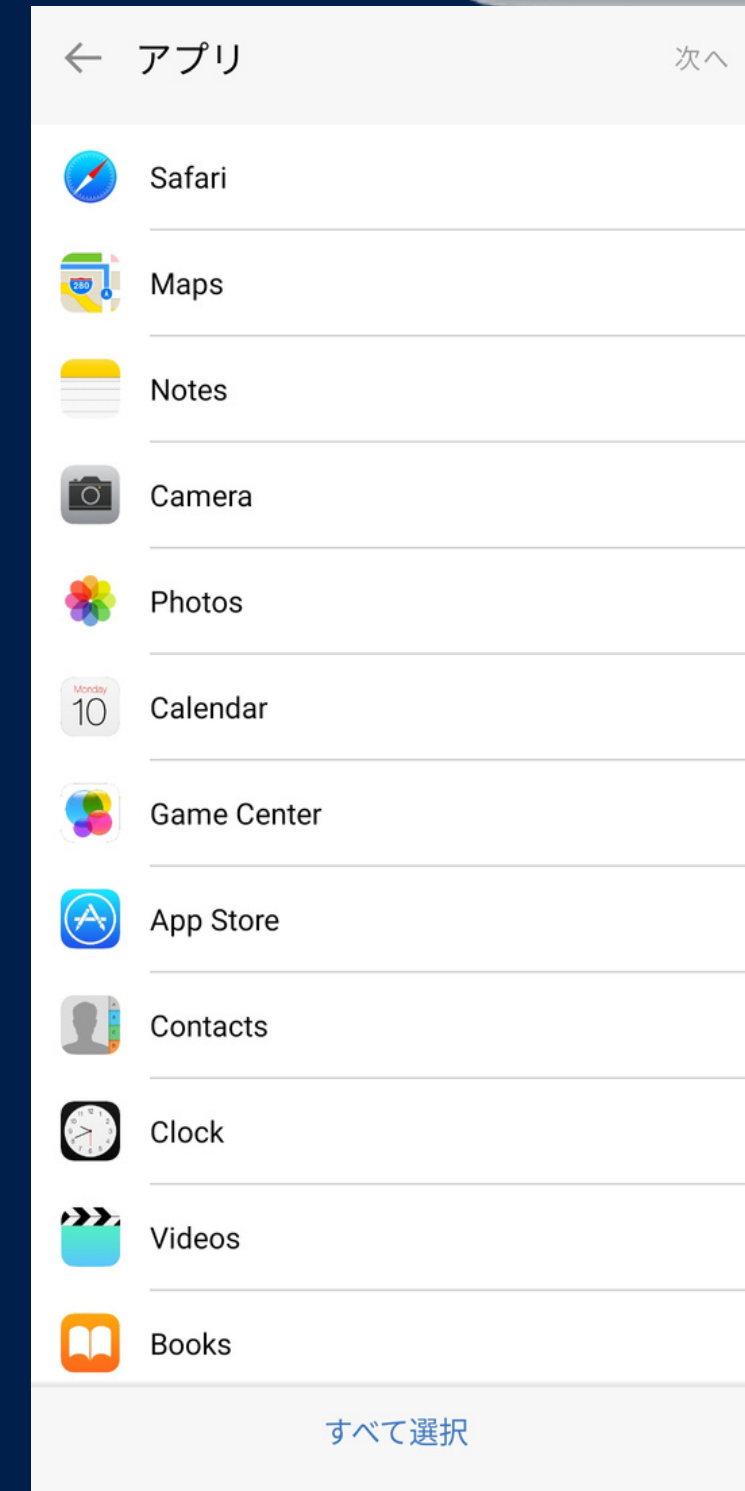 ← アプリ 次へ
Safari
280
Maps
Notes
Camera
Photos
Monday
10
Calendar
Game Center
App Store
Contacts
Clock
Videos
Books
すべて選択